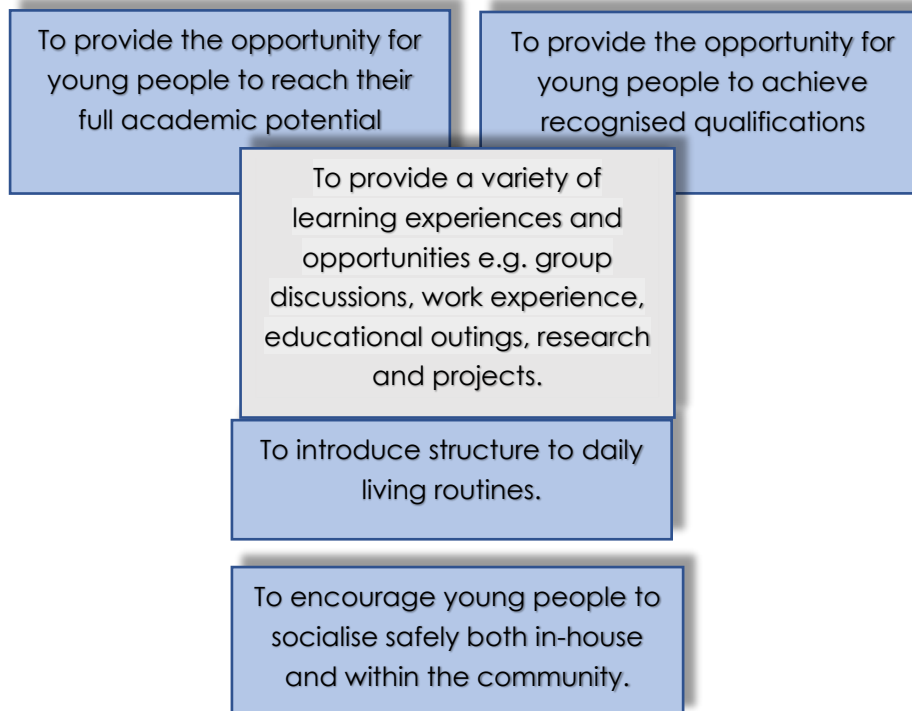 To provide the opportunity for
young people to reach their
full academic potential
To provide the opportunity for
young people to achieve
recognised qualifications
To provide a variety of
learning experiences and
opportunities e.g. group
discussions, work experience,
educational outings, research
and projects.
To introduce structure to daily
living routines.
To encourage young people to
socialise safely both in-house
and within the community.